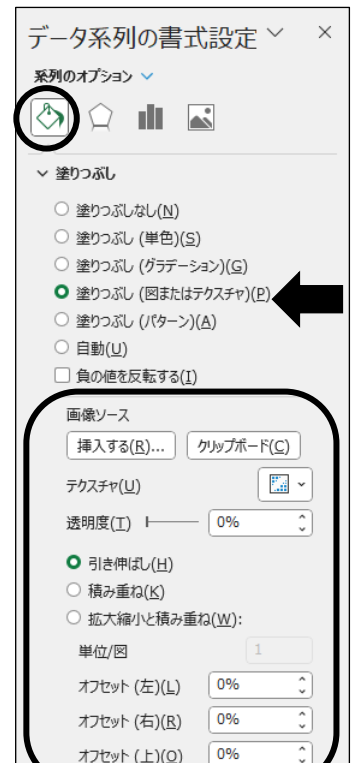 データ系列の書式設定
系列のオプション
塗りつぶし
塗りつぶしなし(N)
塗りつぶし (単色)(S)
塗りつぶし (グラデーション)(G)
塗りつぶし (図またはテクスチャ)(P)
塗りつぶし (パターン)(A)
自動(U)
負の値を反転する(I)
画像ソース
挿入する(R)... クリップボード(C)
テクスチャ(U)
透明度(T) 0%
引き伸ばし(H)
積み重ね(K)
拡大縮小と積み重ね(W):
単位/図 1
オフセット (左)(L) 0%
オフセット (右)(R) 0%
オフセット (上)(O) 0%